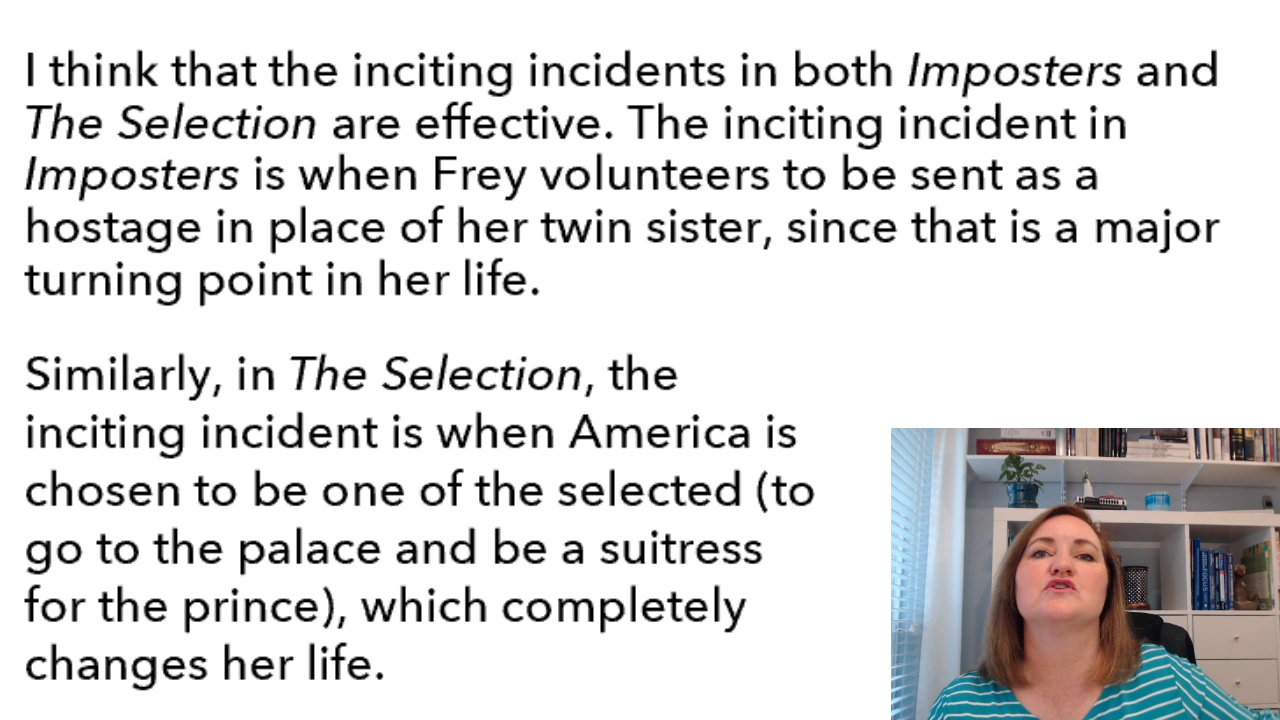 I think that the inciting incidents in both Imposters and
The Selection are effective. The inciting incident in
Imposters is when Frey volunteers to be sent as a
hostage in place of her twin sister, since that is a major
turning point in her life.
Similarly, in The Selection, the
inciting incident is when America is
chosen to be one of the selected (to
go to the palace and be a suitress
for the prince), which completely
changes her life.